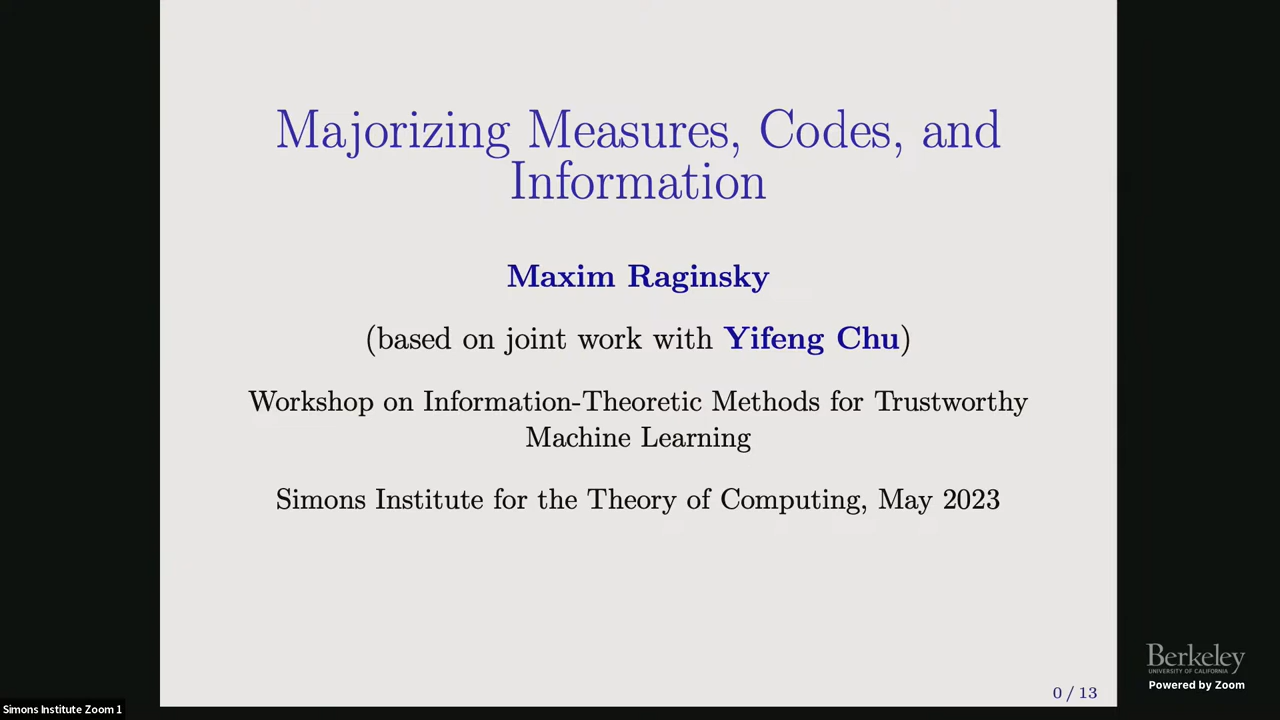 Majorizing Measures, Codes, and
Information
Maxim Raginsky
(based on joint work with Yifeng Chu)
Workshop on Information-Theoretic Methods for Trustworthy
Machine Learning
Simons Institute for the Theory of Computing, May 2023
Berkeley
UNIVERSITY OF CALIFORNIA
Powered by Zoom
0 / 13
Simons Institute Zoom 1